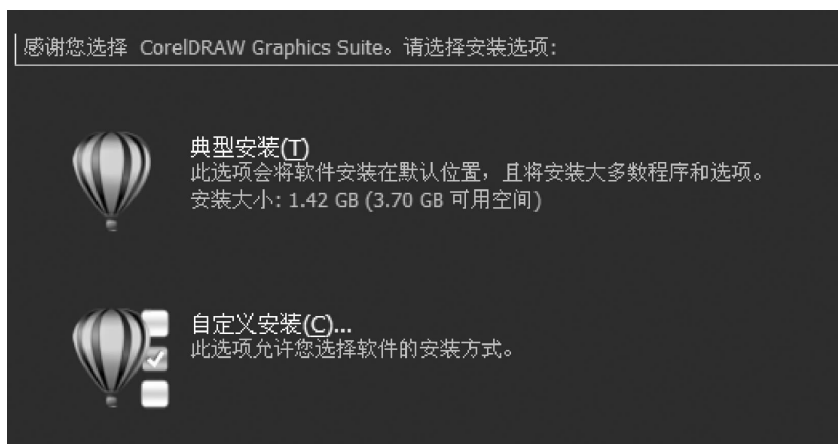 感谢您选择 CorelDRAW Graphics Suite。请选择安装选项:
典型安装(T)
此选项会将软件安装在默认位置，且将安装大多数程序和选项。
安装大小: 1.42 GB (3.70 GB 可用空间)
自定义安装(C)...
此选项允许您选择软件的安装方式。